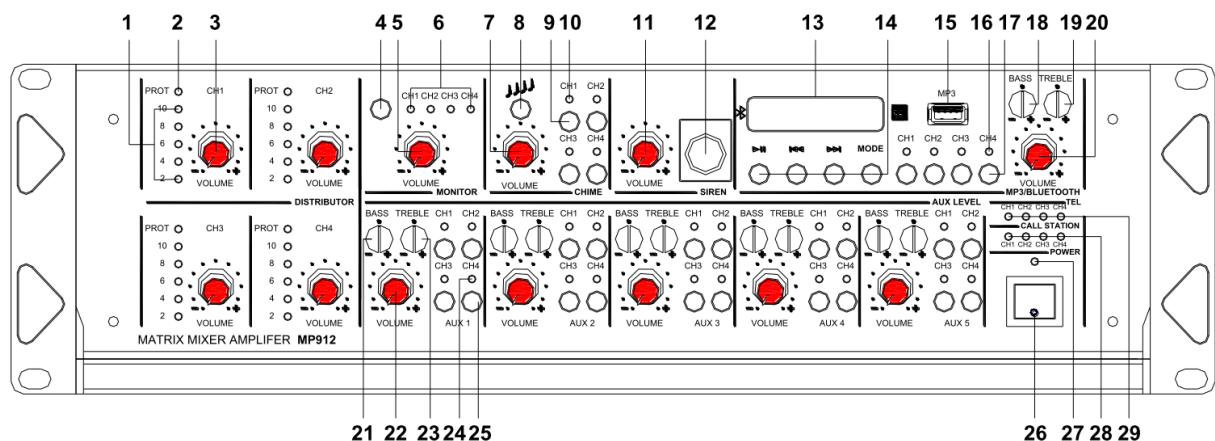 1 2 3 4 5 6 7 8 9 10 11 12 13 14 15 16 17 18 19 20
PROT CH1 PROT CH2 CH1 CH2 MP3 BASS TREBLE
CH1 CH2 CH3 CH4
10 10
8 8
6 6 CH3 CH4 CH1 CH2 CH3 CH4
4 4 MODE
2 2
VOLUME VOLUME VOLUME VOLUME VOLUME VOLUME
MONITOR CHIME SIREN MP3/BLUETOOTH
DISTRIBUTOR AUX LEVEL TEL
CH1 CH2 CH3 CH4
CALL STATION
CH1 CH2 CH3 CH4
POWER
PROT CH3 PROT CH4 BASS TREBLE CH1 CH2 BASS TREBLE CH1 CH2 BASS TREBLE CH1 CH2 BASS TREBLE CH1 CH2 BASS TREBLE CH1 CH2
10 10
8 8
6 6 CH3 CH4 CH3 CH4 CH3 CH4 CH3 CH4 CH3 CH4
4 4
2 2
VOLUME VOLUME VOLUME AUX 1 VOLUME AUX 2 VOLUME AUX 3 VOLUME AUX 4 VOLUME AUX 5
MATRIX MIXER AMPLIFER MP912
21 22 23 24 25 26 27 28 29